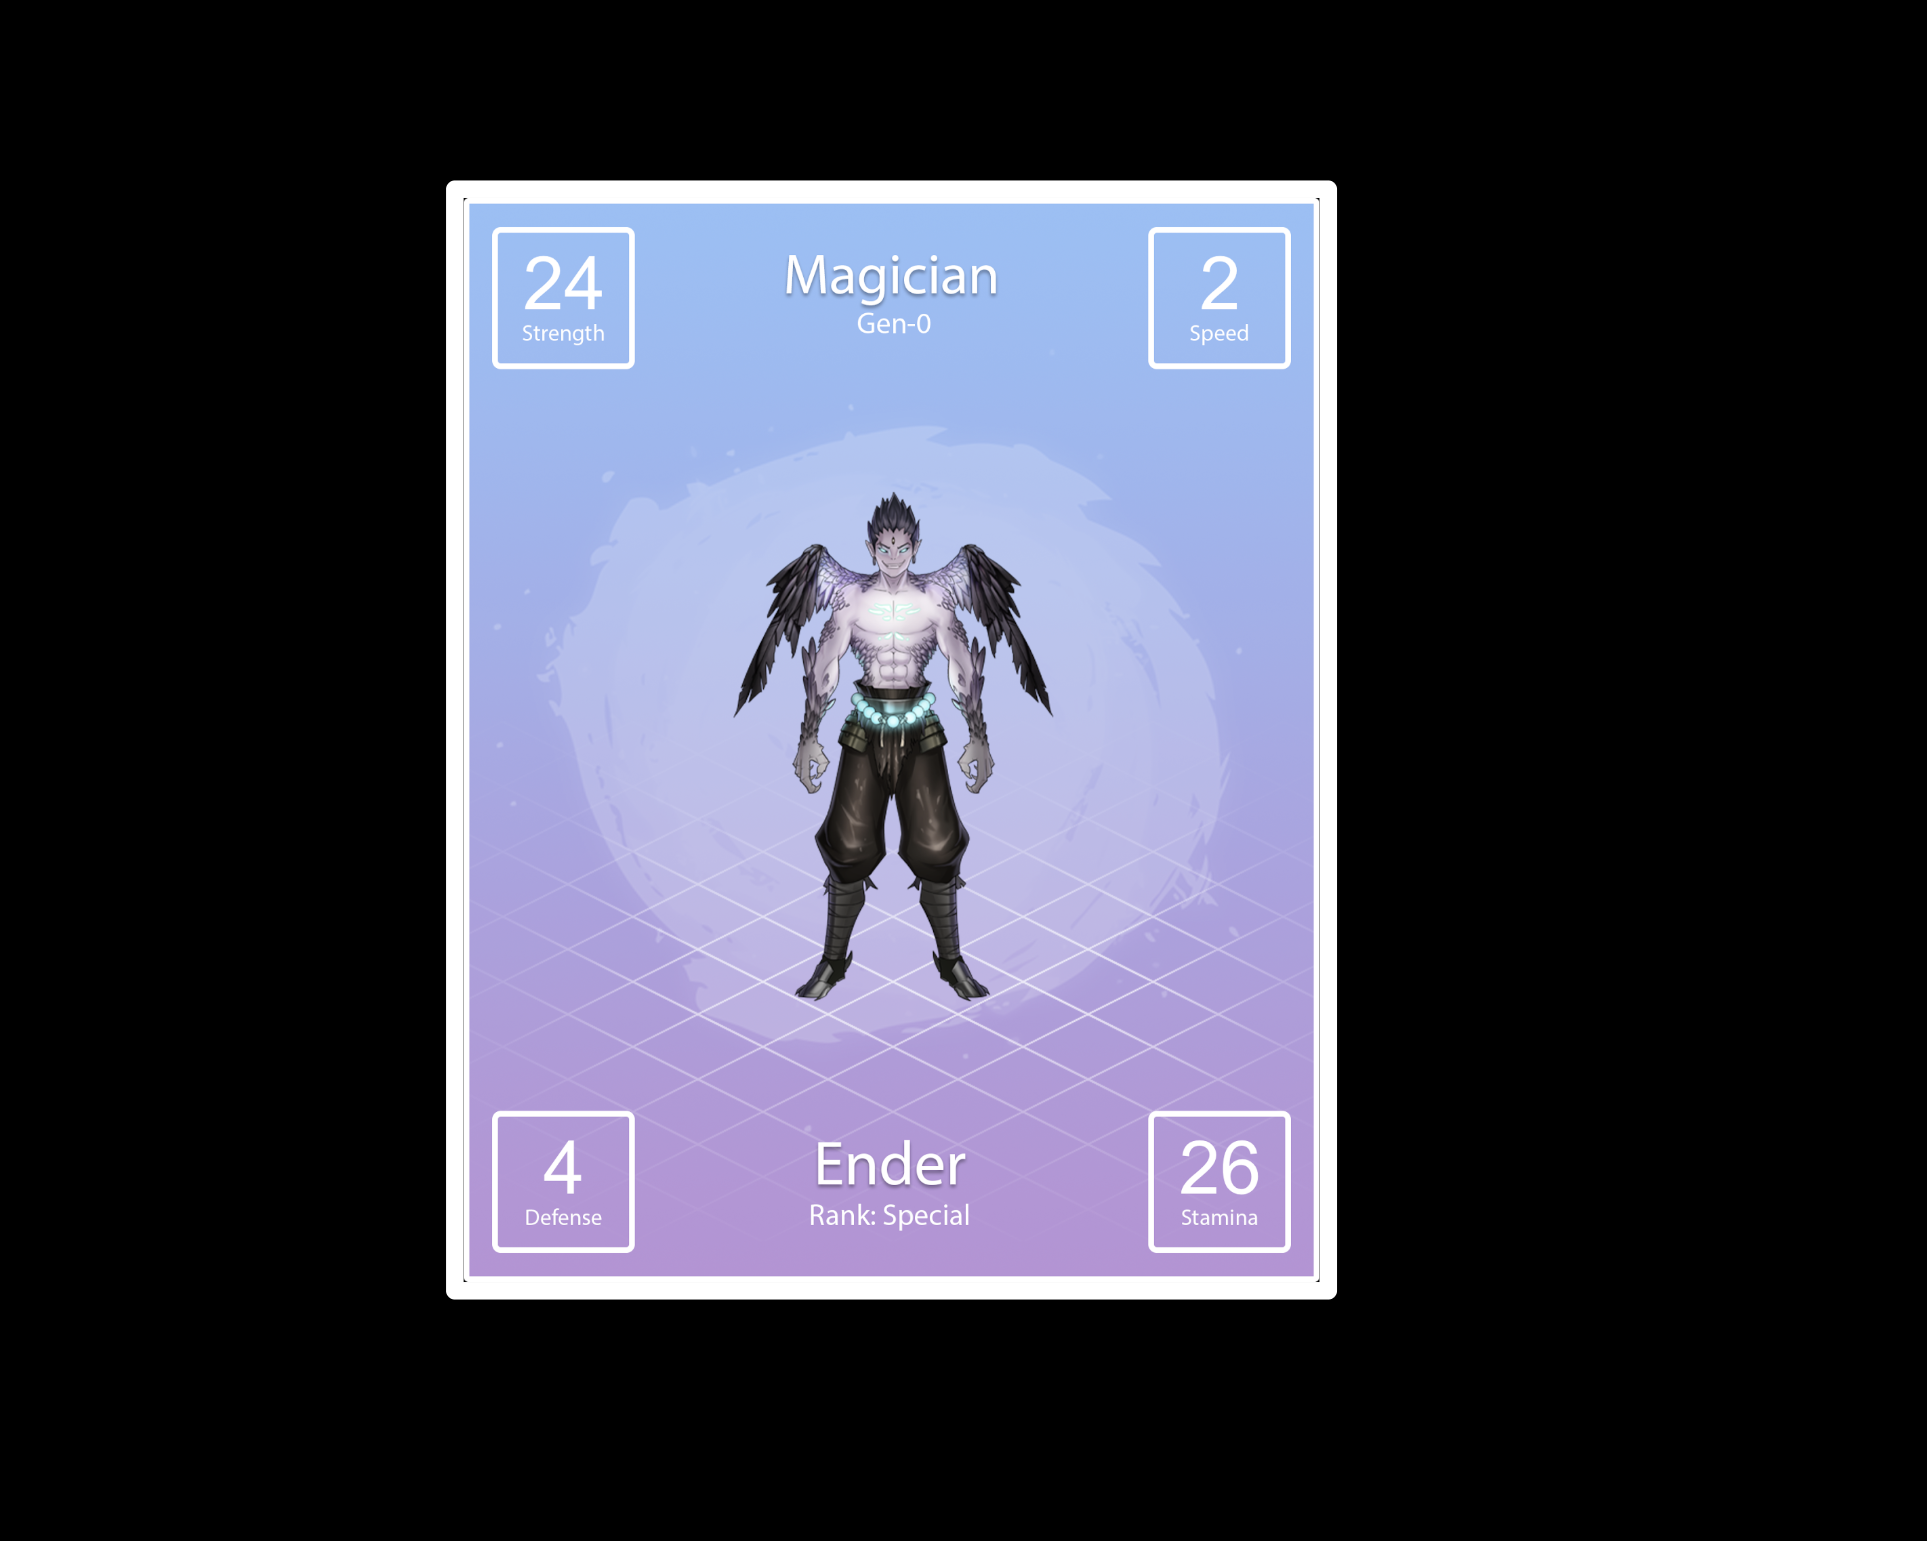 24
Strength
Magician
Gen-0
2
Speed
4
Defense
Ender
Rank: Special
26
Stamina